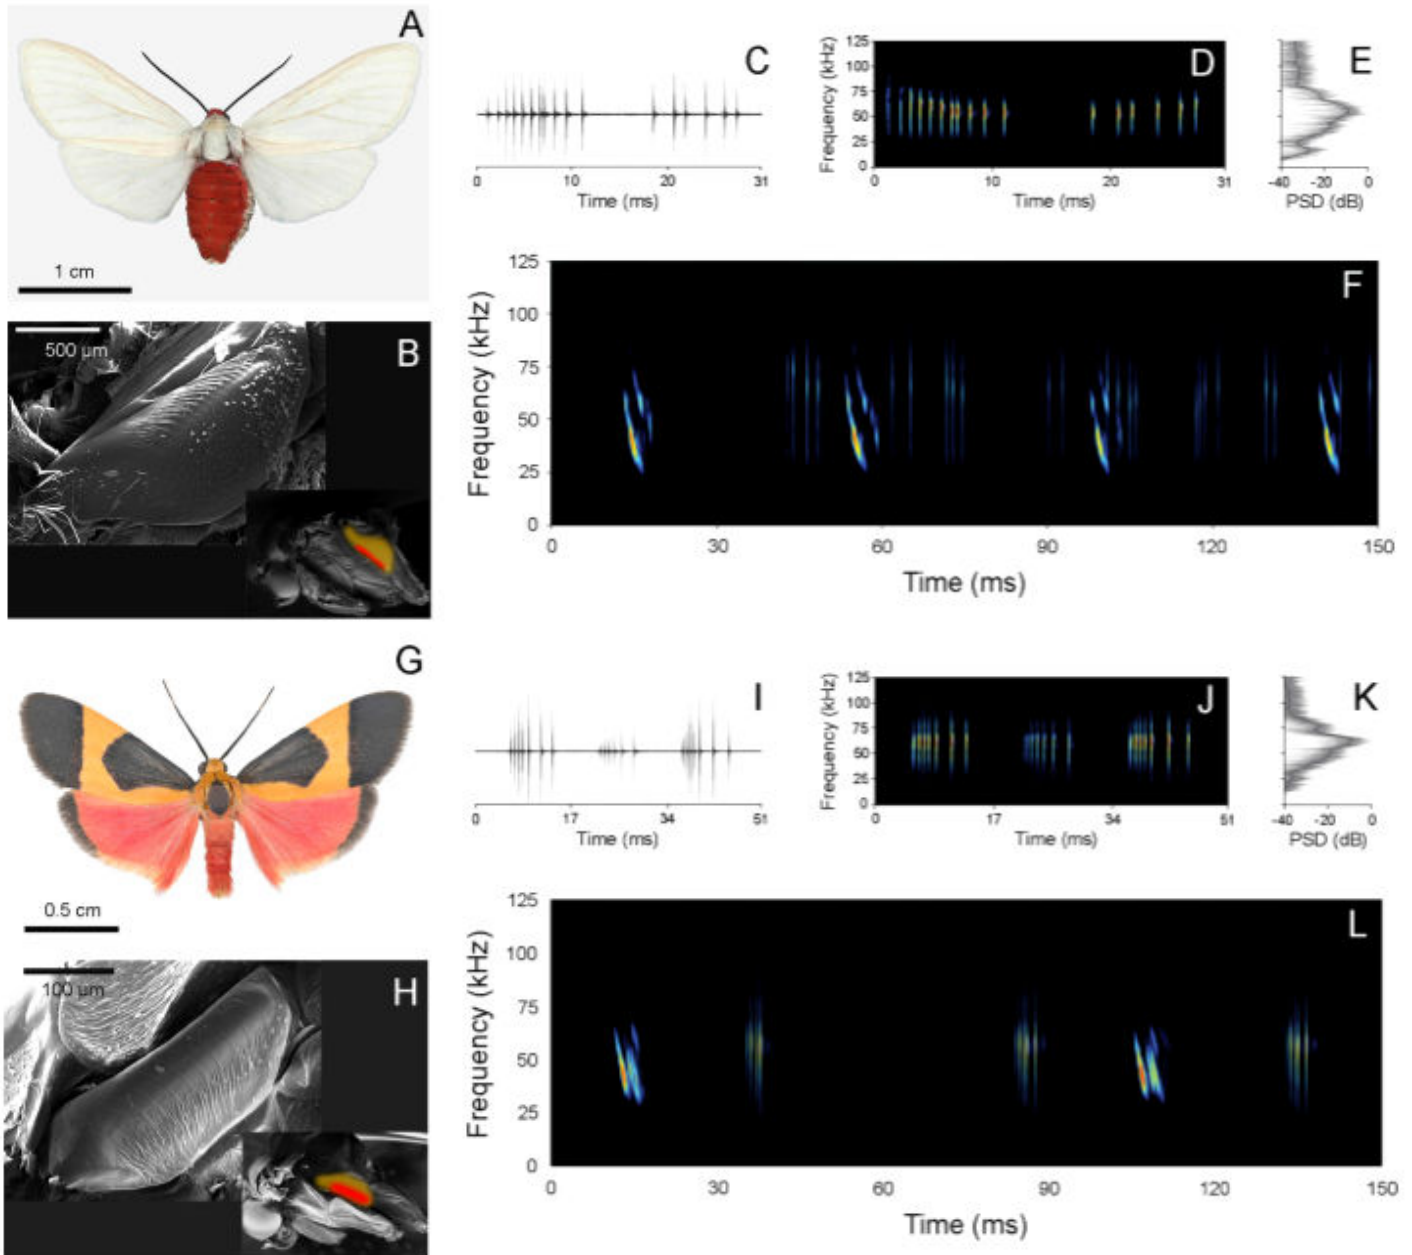 A
1 cm
500 µm
B
C
0
10
20
31
Time (ms)
Frequency (kHz)
125
100
75
50
25
0
D
0
10
20
31
Time (ms)
E
-40
-20
0
PSD (dB)
Frequency (kHz)
125
100
75
50
25
0
F
0
30
60
90
120
150
Time (ms)
G
0.5 cm
100 µm
H
I
0
17
34
51
Time (ms)
Frequency (kHz)
125
100
75
50
25
0
J
0
17
34
51
Time (ms)
K
-40
-20
0
PSD (dB)
Frequency (kHz)
125
100
75
50
25
0
L
0
30
60
90
120
150
Time (ms)